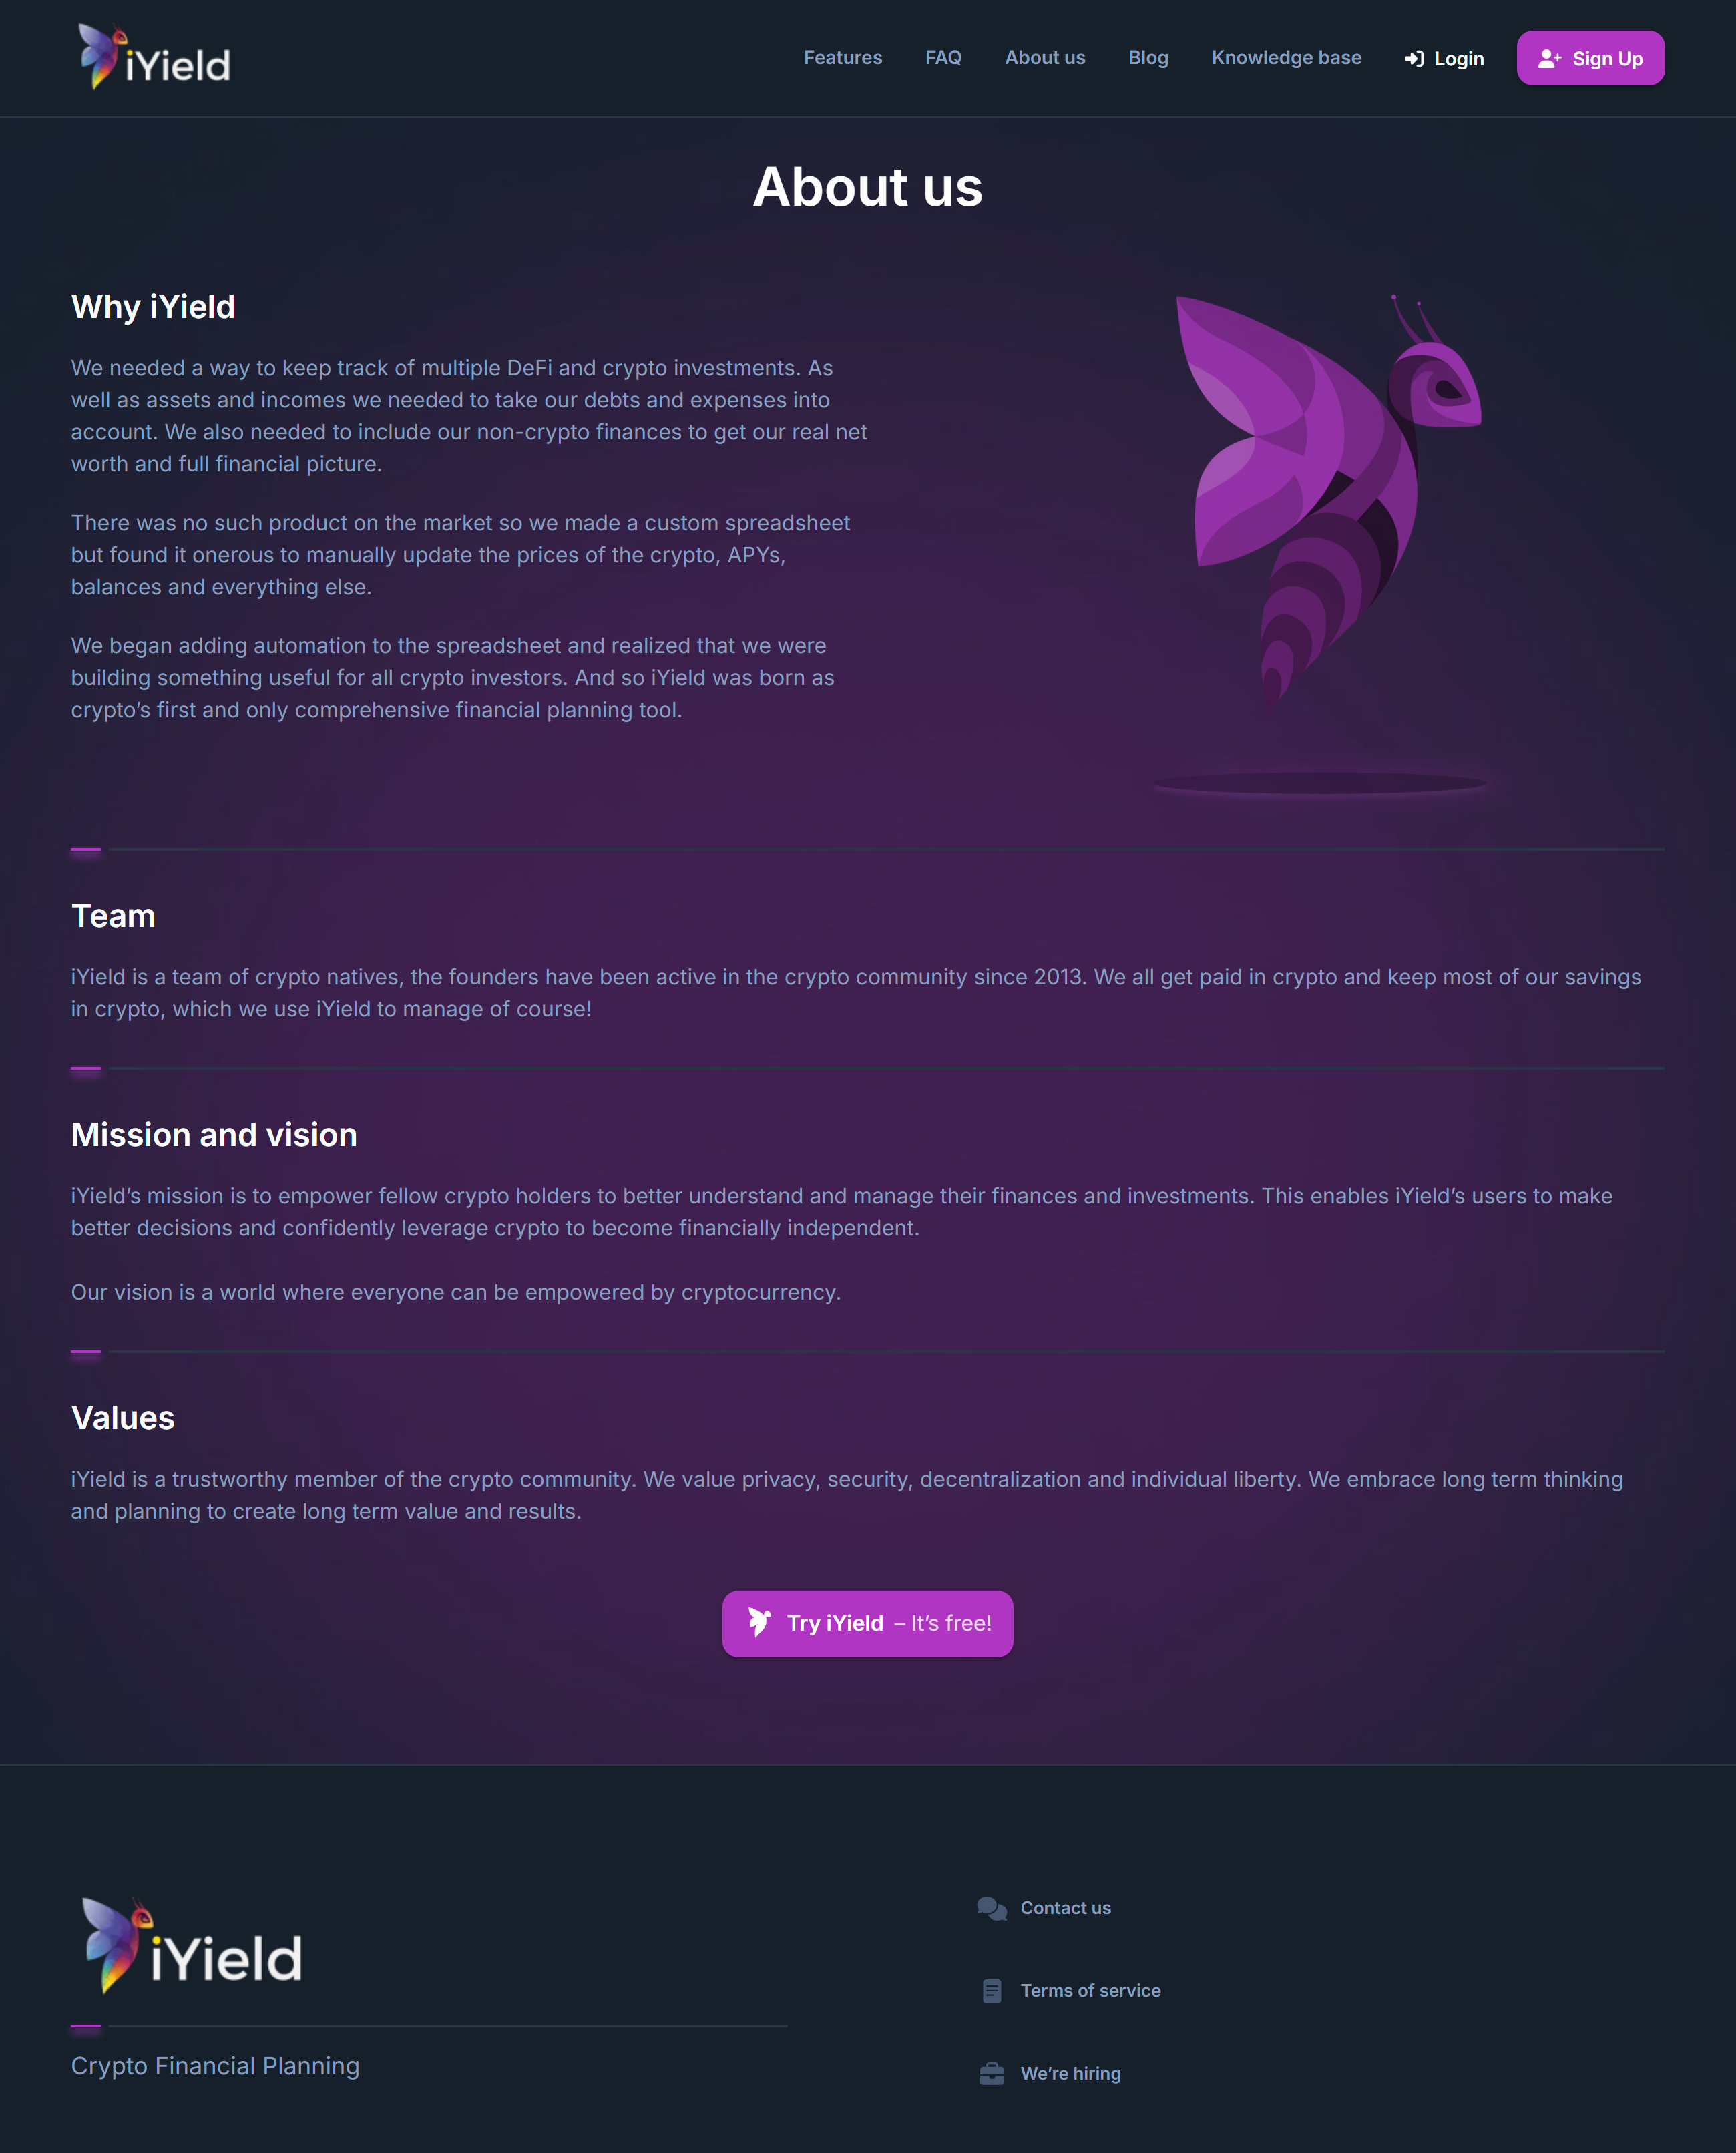 iYield
Features
FAQ
About us
Blog
Knowledge base
Login
Sign Up
About us
Why iYield
We needed a way to keep track of multiple DeFi and crypto investments. As
well as assets and incomes we needed to take our debts and expenses into
account. We also needed to include our non-crypto finances to get our real net
worth and full financial picture.
There was no such product on the market so we made a custom spreadsheet
but found it onerous to manually update the prices of the crypto, APYs,
balances and everything else.
We began adding automation to the spreadsheet and realized that we were
building something useful for all crypto investors. And so iYield was born as
crypto’s first and only comprehensive financial planning tool.
Team
iYield is a team of crypto natives, the founders have been active in the crypto community since 2013. We all get paid in crypto and keep most of our savings
in crypto, which we use iYield to manage of course!
Mission and vision
iYield’s mission is to empower fellow crypto holders to better understand and manage their finances and investments. This enables iYield’s users to make
better decisions and confidently leverage crypto to become financially independent.
Our vision is a world where everyone can be empowered by cryptocurrency.
Values
iYield is a trustworthy member of the crypto community. We value privacy, security, decentralization and individual liberty. We embrace long term thinking
and planning to create long term value and results.
Try iYield – It’s free!
iYield
Crypto Financial Planning
Contact us
Terms of service
We’re hiring